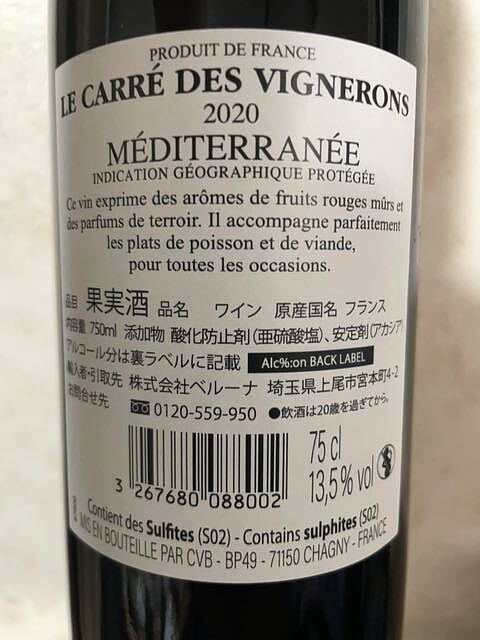 PRODUIT DE FRANCE
LE CARRÉ DES VIGNERONS
2020
MÉDITERRANÉE
INDICATION GÉOGRAPHIQUE PROTÉGÉE
Ce vin exprime des arômes de fruits rouges mûrs et
des parfums de terroir. Il accompagne parfaitement
les plats de poisson et de viande,
pour toutes les occasions.
品目 果実酒 品名 ワイン 原産国名 フランス
内容量 750ml 添加物 酸化防止剤(亜硫酸塩)、安定剤(アカシア)
アルコール分は裏ラベルに記載 Alc%:on BACK LABEL
輸入者・引取先 株式会社ベルーナ 埼玉県上尾市宮本町4-2
お問合せ先 0120-559-950 ●飲酒は20歳を過ぎてから。
75 cl
13,5% vol
3 267680 088002
Contient des Sulfites (S02) - Contains sulphites (S02)
MIS EN BOUTEILLE PAR CVB - BP49 - 71150 CHAGNY - FRANCE